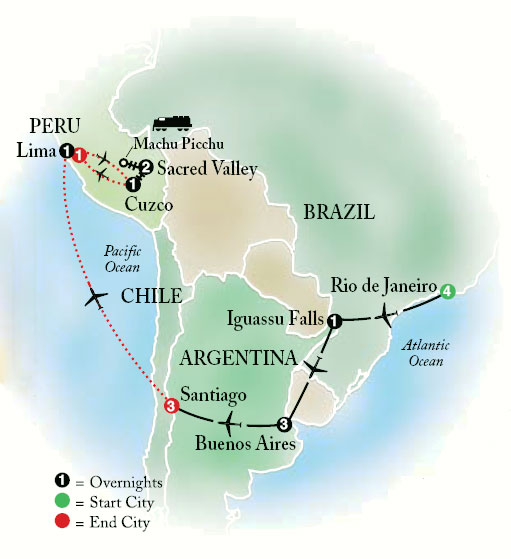 PERU
Machu Picchu
Lima 1 1
2 Sacred Valley
1
Cuzco
BRAZIL
Pacific
Ocean
CHILE
Rio de Janeiro 4
Iguassu Falls 1
Atlantic
Ocean
ARGENTINA
Santiago
3
3
Buenos Aires
1 = Overnights
= Start City
= End City